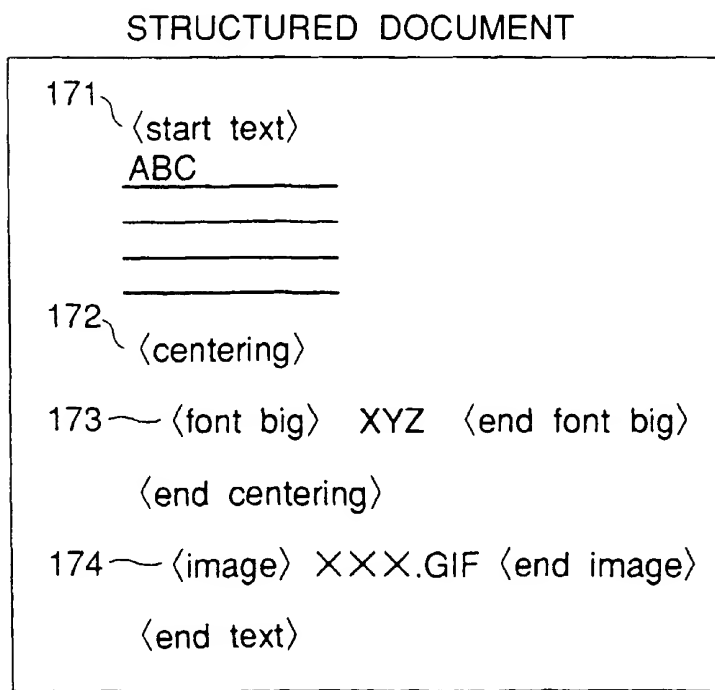 STRUCTURED DOCUMENT
171
〈start text〉
ABC
172
〈centering〉
173 〈font big〉 XYZ 〈end font big〉
〈end centering〉
174 〈image〉 ×××.GIF 〈end image〉
〈end text〉